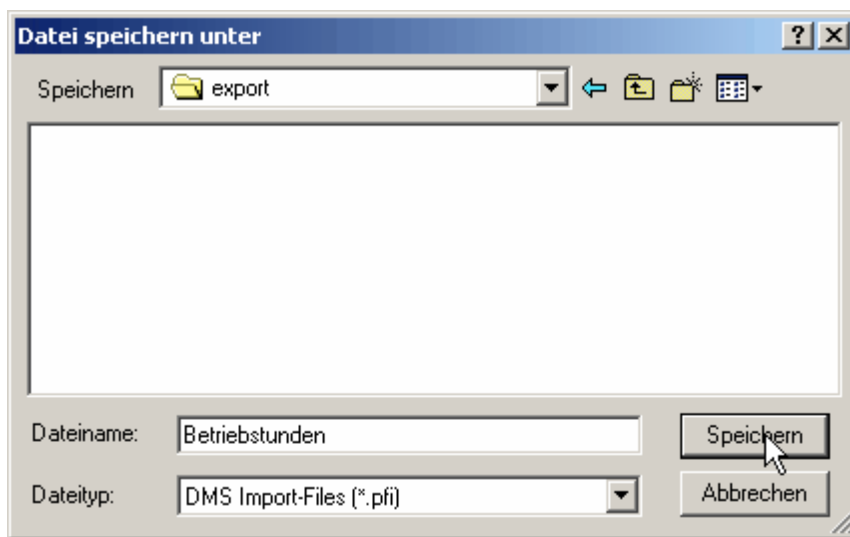 Datei speichern unter
Speichern export
Dateiname: Betriebstunden Speichern
Dateityp: DMS Import-Files (*.pfi) Abbrechen